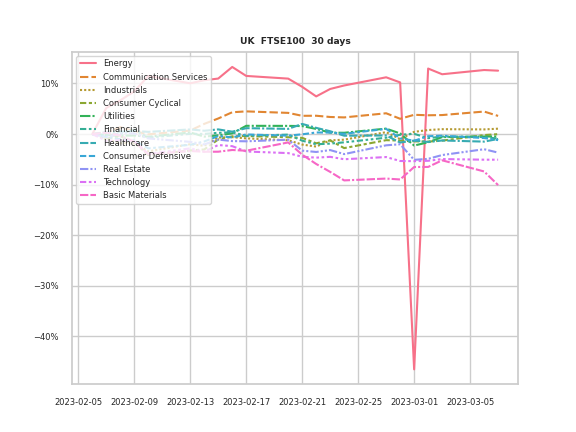 UK FTSE100 30 days
Energy
Communication Services
Industrials
Consumer Cyclical
Utilities
Financial
Healthcare
Consumer Defensive
Real Estate
Technology
Basic Materials
10%
0%
−10%
−20%
−30%
−40%
2023-02-05 2023-02-09 2023-02-13 2023-02-17 2023-02-21 2023-02-25 2023-03-01 2023-03-05